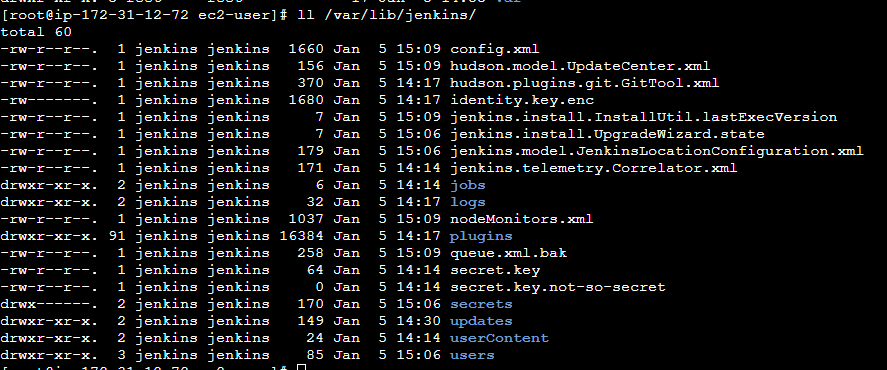 [root@ip-172-31-12-72 ec2-user]# ll /var/lib/jenkins/
total 60
-rw-r--r--.  1 jenkins jenkins  1660 Jan  5 15:09 config.xml
-rw-r--r--.  1 jenkins jenkins   156 Jan  5 15:09 hudson.model.UpdateCenter.xml
-rw-r--r--.  1 jenkins jenkins   370 Jan  5 14:17 hudson.plugins.git.GitTool.xml
-rw-------.  1 jenkins jenkins  1680 Jan  5 14:17 identity.key.enc
-rw-r--r--.  1 jenkins jenkins     7 Jan  5 15:09 jenkins.install.InstallUtil.lastExecVersion
-rw-r--r--.  1 jenkins jenkins     7 Jan  5 15:06 jenkins.install.UpgradeWizard.state
-rw-r--r--.  1 jenkins jenkins   179 Jan  5 15:06 jenkins.model.JenkinsLocationConfiguration.xml
-rw-r--r--.  1 jenkins jenkins   171 Jan  5 14:14 jenkins.telemetry.Correlator.xml
drwxr-xr-x.  2 jenkins jenkins     6 Jan  5 14:14 jobs
drwxr-xr-x.  2 jenkins jenkins    32 Jan  5 14:17 logs
-rw-r--r--.  1 jenkins jenkins  1037 Jan  5 15:09 nodeMonitors.xml
drwxr-xr-x. 91 jenkins jenkins 16384 Jan  5 14:17 plugins
-rw-r--r--.  1 jenkins jenkins   258 Jan  5 15:09 queue.xml.bak
-rw-r--r--.  1 jenkins jenkins    64 Jan  5 14:14 secret.key
-rw-r--r--.  1 jenkins jenkins     0 Jan  5 14:14 secret.key.not-so-secret
drwx------.  2 jenkins jenkins   170 Jan  5 15:06 secrets
drwxr-xr-x.  2 jenkins jenkins   149 Jan  5 14:30 updates
drwxr-xr-x.  2 jenkins jenkins    24 Jan  5 14:14 userContent
drwxr-xr-x.  3 jenkins jenkins    85 Jan  5 15:06 users
[root@ip-172-31-12-72 ec2-user]#